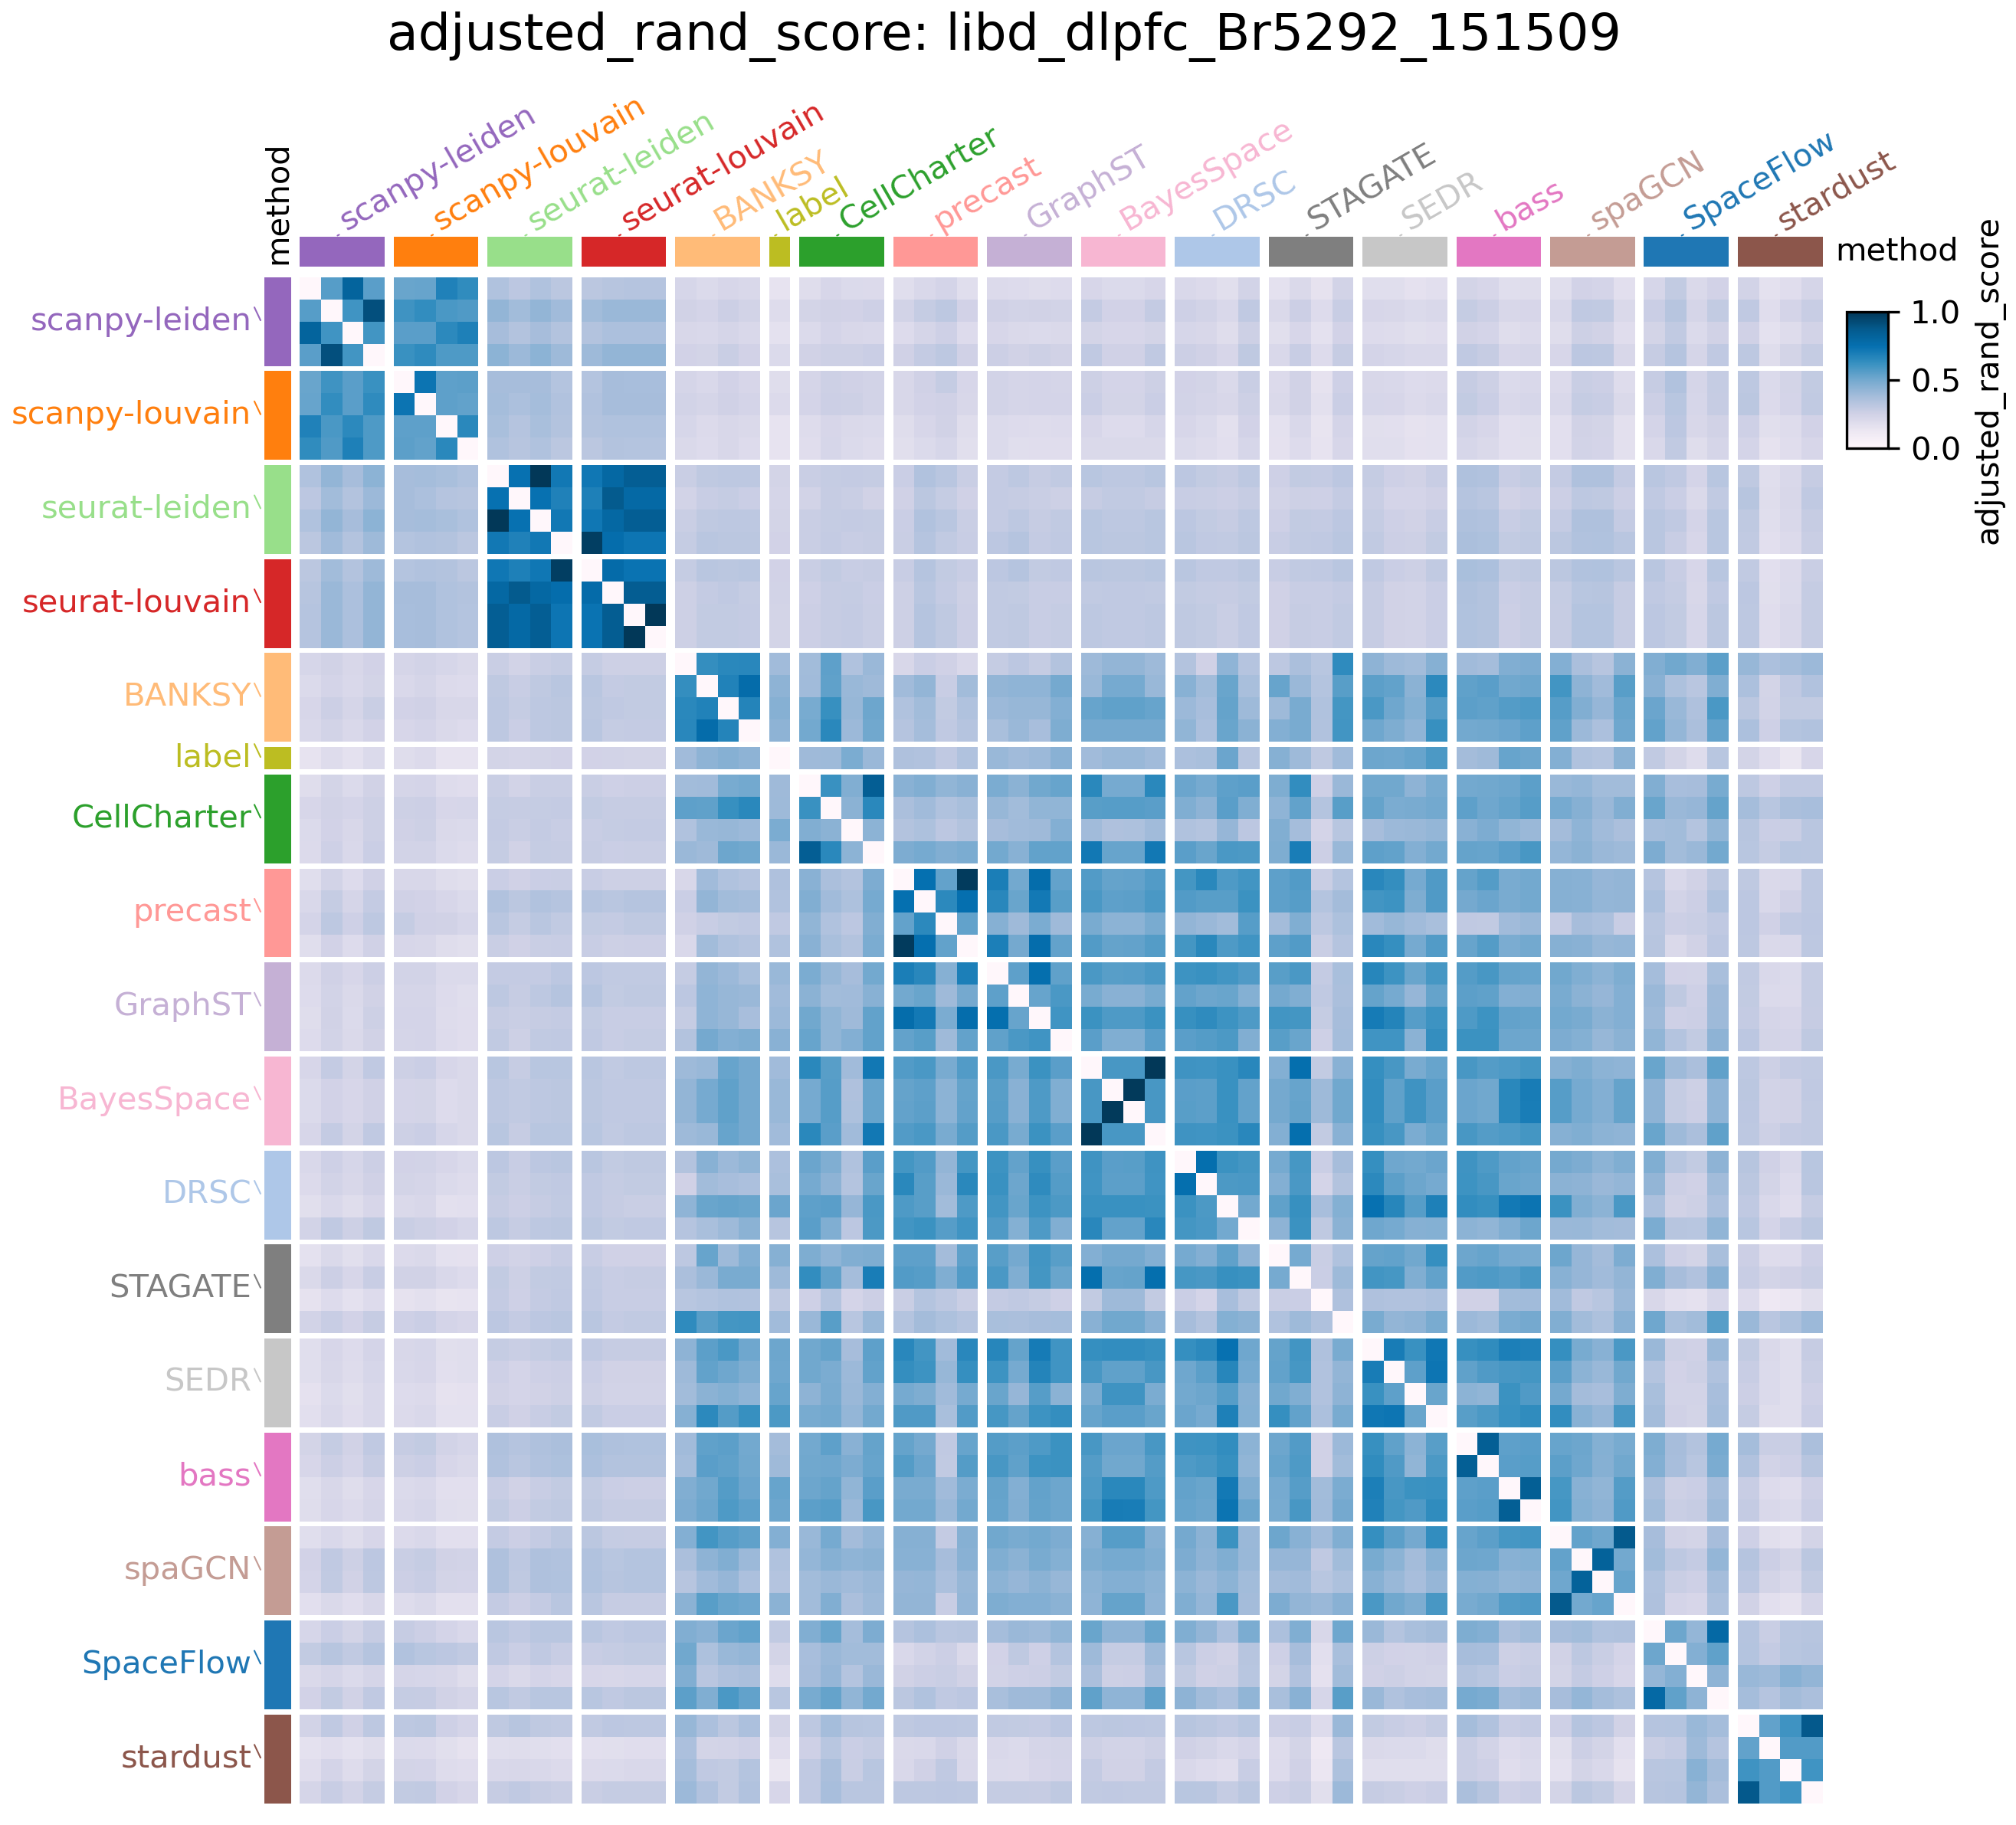 adjusted_rand_score: libd_dlpfc_Br5292_151509
method
scanpy-leiden
scanpy-louvain
seurat-leiden
seurat-louvain
BANKSY
label
CellCharter
precast
GraphST
BayesSpace
DRSC
STAGATE
SEDR
bass
spaGCN
SpaceFlow
stardust
method
scanpy-leiden
scanpy-louvain
seurat-leiden
seurat-louvain
BANKSY
label
CellCharter
precast
GraphST
BayesSpace
DRSC
STAGATE
SEDR
bass
spaGCN
SpaceFlow
stardust
1.0
0.5
0.0
adjusted_rand_score